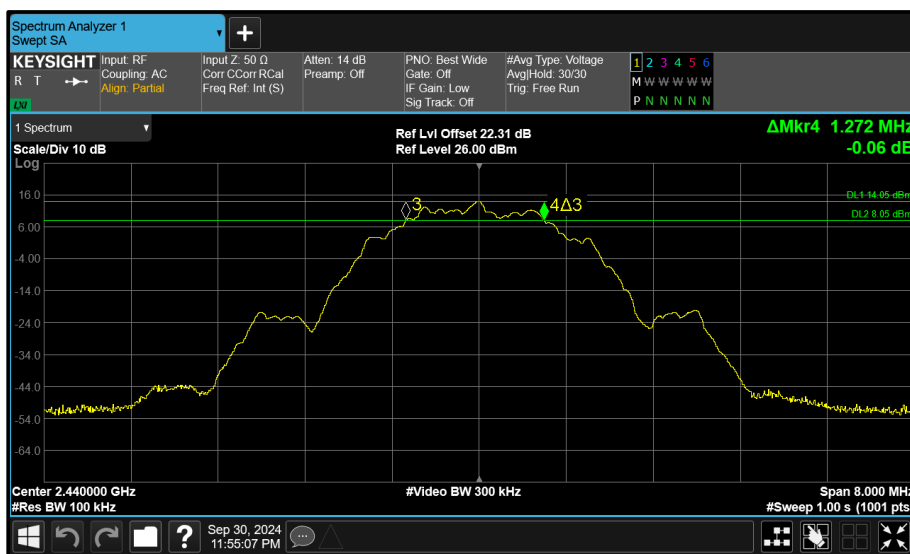 Spectrum Analyzer 1
Swept SA
+
KEYSIGHT
R T
LXI
Input: RF
Coupling: AC
Align: Partial
Input Z: 50 Ω
Corr CCorr RCal
Freq Ref: Int (S)
Atten: 14 dB
Preamp: Off
PNO: Best Wide
Gate: Off
IF Gain: Low
Sig Track: Off
#Avg Type: Voltage
Avg|Hold: 30/30
Trig: Free Run
1 2 3 4 5 6
M W W W W W
P N N N N N
1 Spectrum
Scale/Div 10 dB
Log
Ref Lvl Offset 22.31 dB
Ref Level 26.00 dBm
ΔMkr4 1.272 MHz
-0.06 dB
16.0
6.00
-4.00
-14.0
-24.0
-34.0
-44.0
-54.0
-64.0
DL1 14.05 dBm
DL2 8.05 dBm
3
4Δ3
Center 2.440000 GHz
#Res BW 100 kHz
#Video BW 300 kHz
Span 8.000 MHz
#Sweep 1.00 s (1001 pts
?
Sep 30, 2024
11:55:07 PM